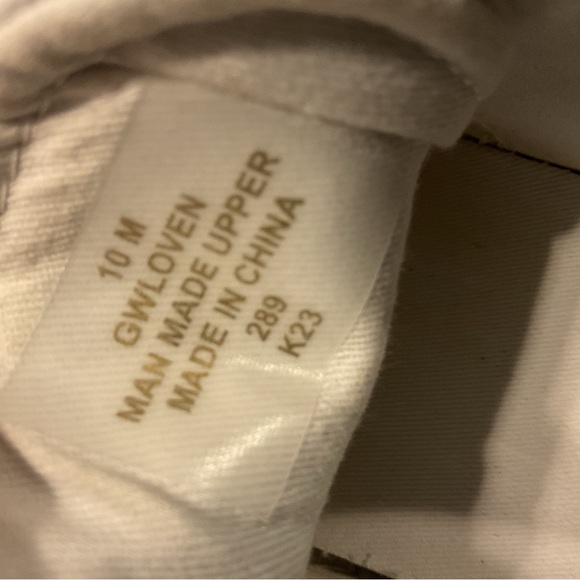 10 M
GWLOVEN
MAN MADE UPPER
MADE IN CHINA
289
K23